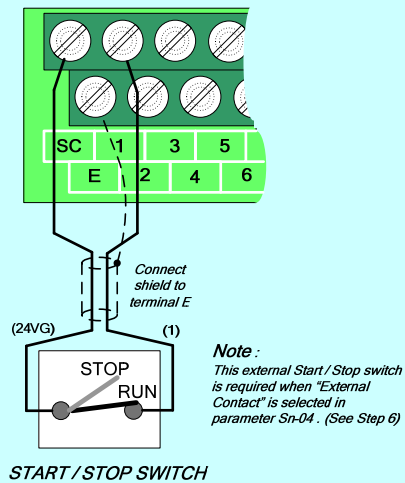 SC 1 3 5
E 2 4 6
Connect
shield to
terminal E
(24VG) (1)
STOP
RUN
Note :
This external Start / Stop switch
is required when “External
Contact” is selected in
parameter Sn-04 . (See Step 6)
START / STOP SWITCH